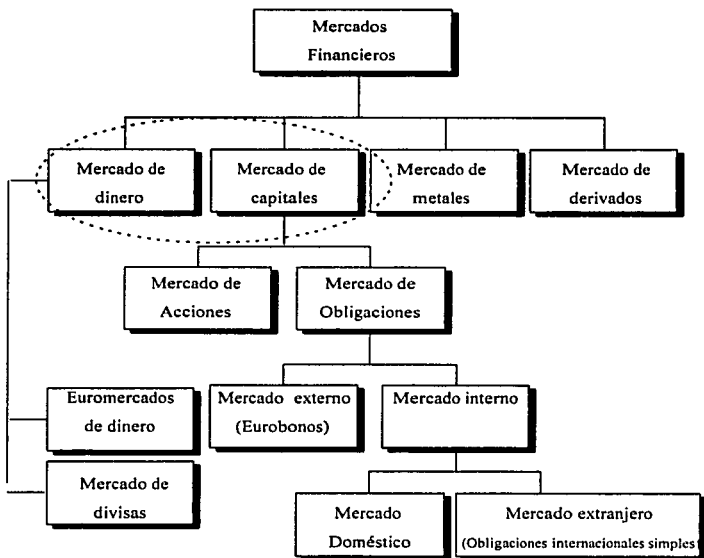 Mercados
Financieros
Mercado de
dinero
Mercado de
capitales
Mercado de
metales
Mercado de
derivados
Mercado de
Acciones
Mercado de
Obligaciones
Euromercados
de dinero
Mercado externo
(Eurobonos)
Mercado interno
Mercado de
divisas
Mercado
Doméstico
Mercado extranjero
(Obligaciones internacionales simples)